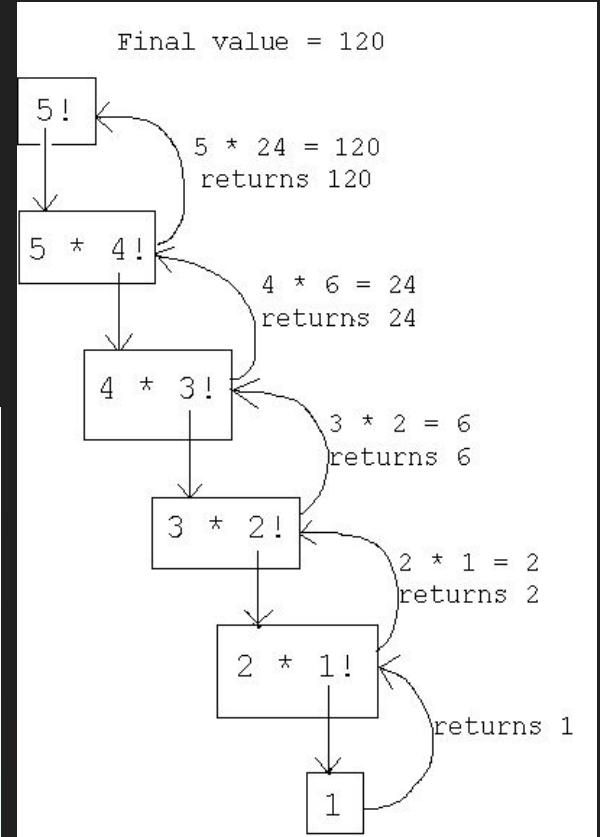 Final value = 120
5!
5 * 24 = 120
returns 120
5 * 4!
4 * 6 = 24
returns 24
4 * 3!
3 * 2 = 6
returns 6
3 * 2!
2 * 1 = 2
returns 2
2 * 1!
returns 1
1